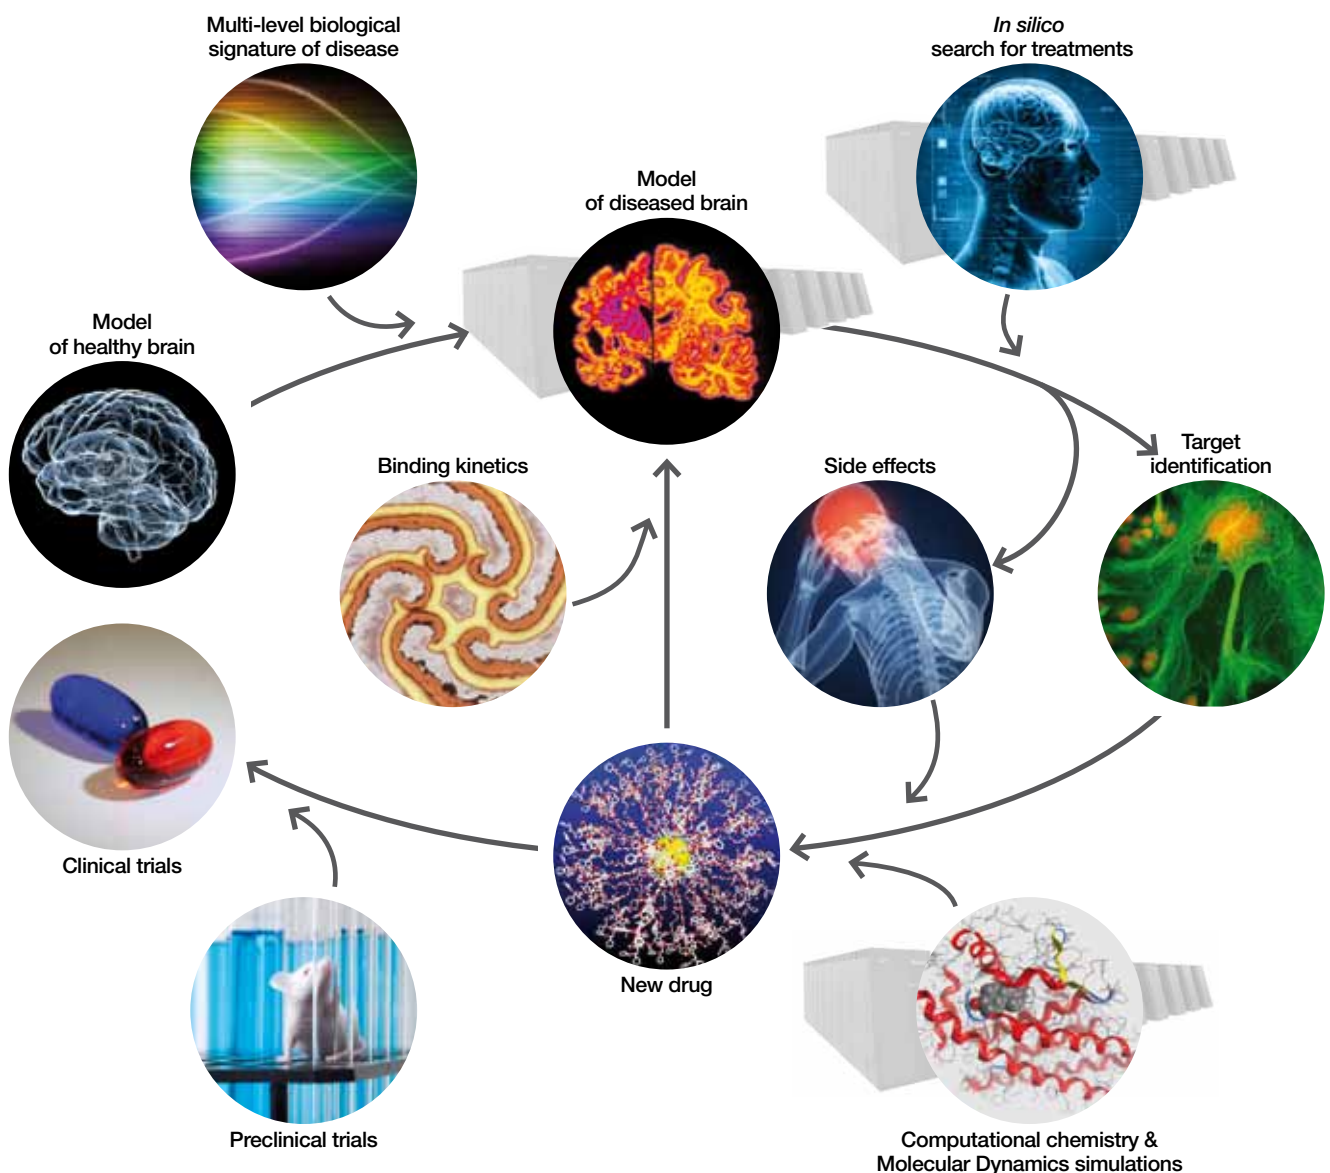 Multi-level biological
signature of disease
In silico
search for treatments
Model
of diseased brain
Model
of healthy brain
Binding kinetics
Side effects
Target
identification
Clinical trials
New drug
Preclinical trials
Computational chemistry &
Molecular Dynamics simulations